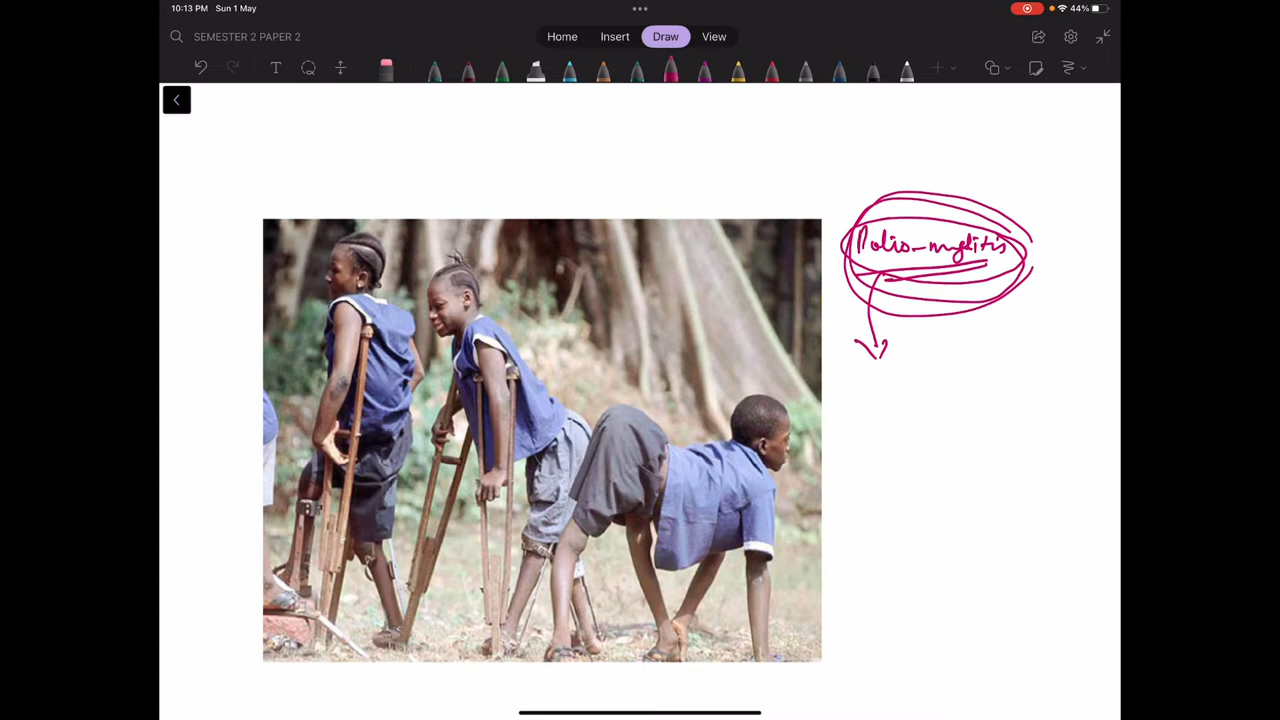 10:13 PM Sun 1 May
44%
SEMESTER 2 PAPER 2
Home Insert Draw View
Polio-myelitis